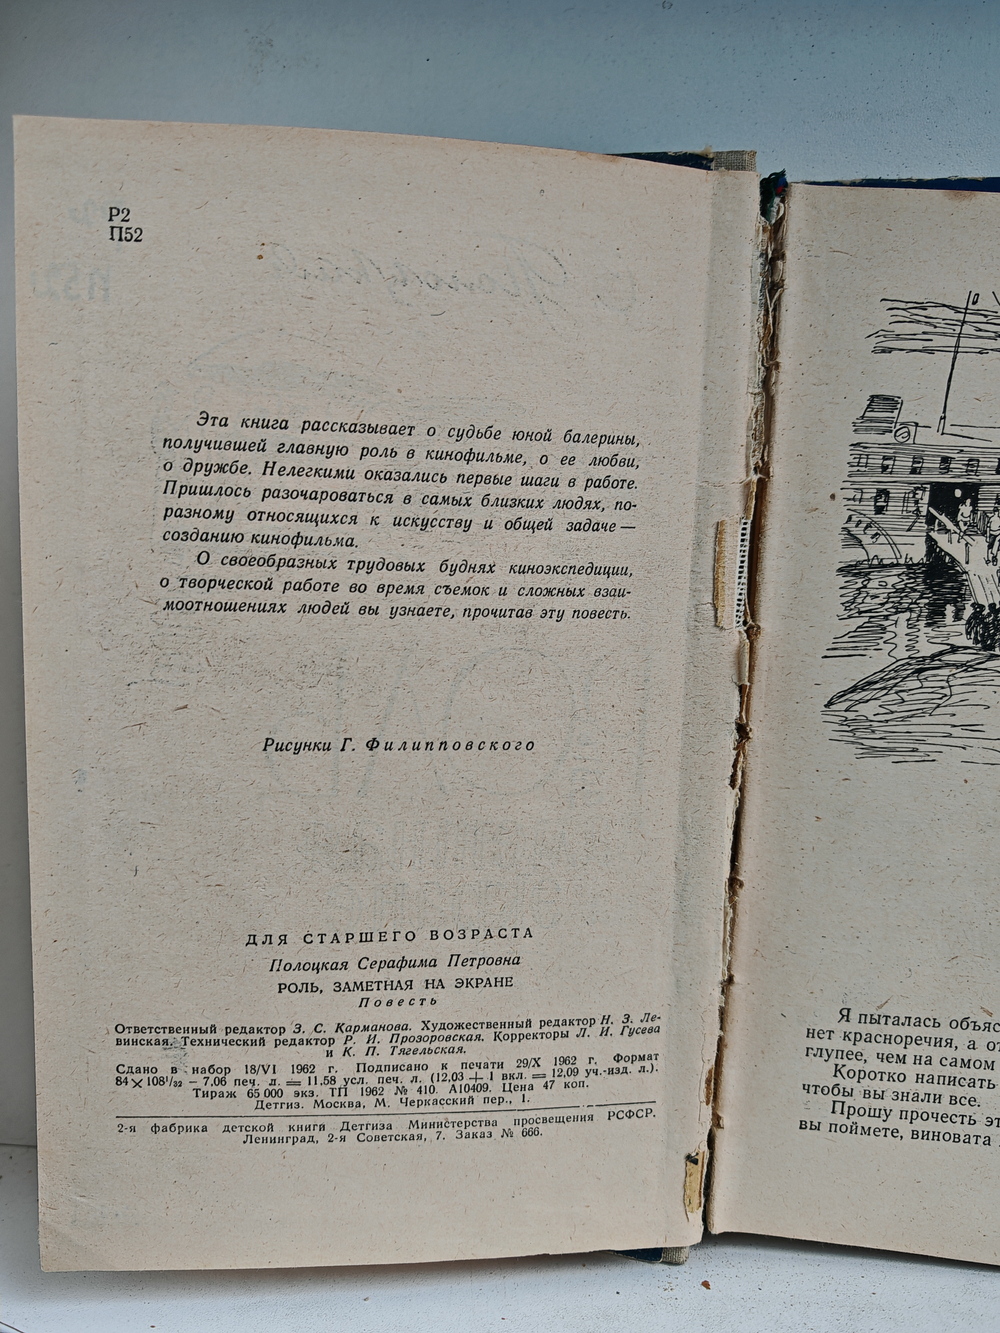 Р2
П52
Эта книга рассказывает о судьбе юной балерины,
получившей главную роль в кинофильме, о ее любви,
о дружбе. Нелегкими оказались первые шаги в работе.
Пришлось разочароваться в самых близких людях, по-
разному относящихся к искусству и общей задаче —
созданию кинофильма.
О своеобразных трудовых буднях киноэкспедиции,
о творческой работе во время съемок и сложных взаи-
моотношениях людей вы узнаете, прочитав эту повесть.
Рисунки Г. Филипповского
ДЛЯ СТАРШЕГО ВОЗРАСТА
Полоцкая Серафима Петровна
РОЛЬ, ЗАМЕТНАЯ НА ЭКРАНЕ
Повесть
Ответственный редактор З. С. Карманова. Художественный редактор Н. З. Ле-
винская. Технический редактор Р. И. Прозоровская. Корректоры Л. И. Гусева
и К. П. Тягельская.
Сдано в набор 18/VI 1962 г. Подписано к печати 29/X 1962 г. Формат
84 × 108¹/₃₂ – 7,06 печ. л. = 11,58 усл. печ. л. (12,03 + 1 вкл. = 12,09 уч.-изд. л.).
Тираж 65 000 экз. ТП 1962 № 410. А10409. Цена 47 коп.
Детгиз. Москва, М. Черкасский пер., 1.
2-я фабрика детской книги Детгиза Министерства просвещения РСФСР.
Ленинград, 2-я Советская, 7. Заказ № 666.
Я пыталась объяс
нет красноречия, а от
глупее, чем на самом
Коротко написать
чтобы вы знали все.
Прошу прочесть эт
вы поймете, виновата